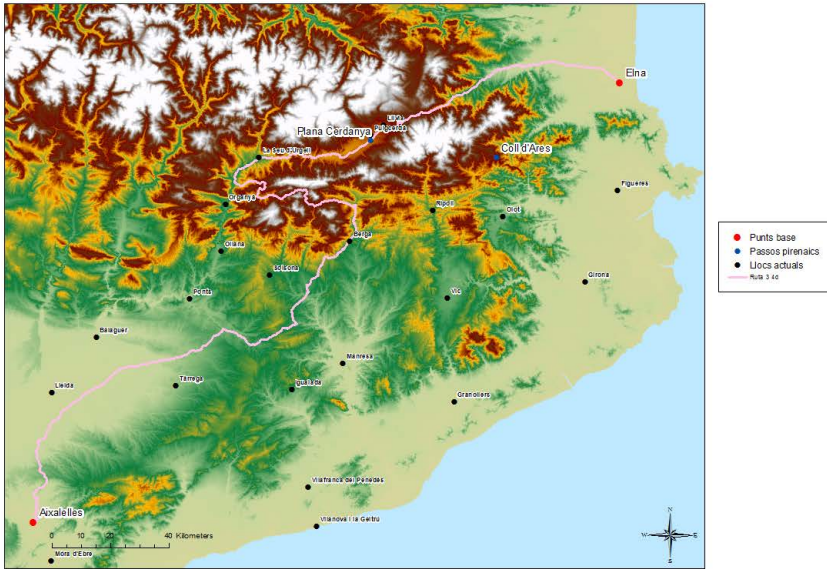 Elna
Llívia
Puigcerdà
Plana Cerdanya
La Seu d'Urgell
Coll d'Ares
Figueres
Organyà
Ripoll
Olot
Berga
Oliana
Solsona
Girona
Ponts
Vic
Balaguer
Manresa
Tàrrega
Igualada
Lleida
Granollers
Vilafranca del Penedès
Aixalelles
Vilanova i la Geltrú
0 20 40 Kilometers
Mora d'Ebre
N
W E
S
Punts base
Passos pirenaics
Llocs actuals
Ruta 3 4d